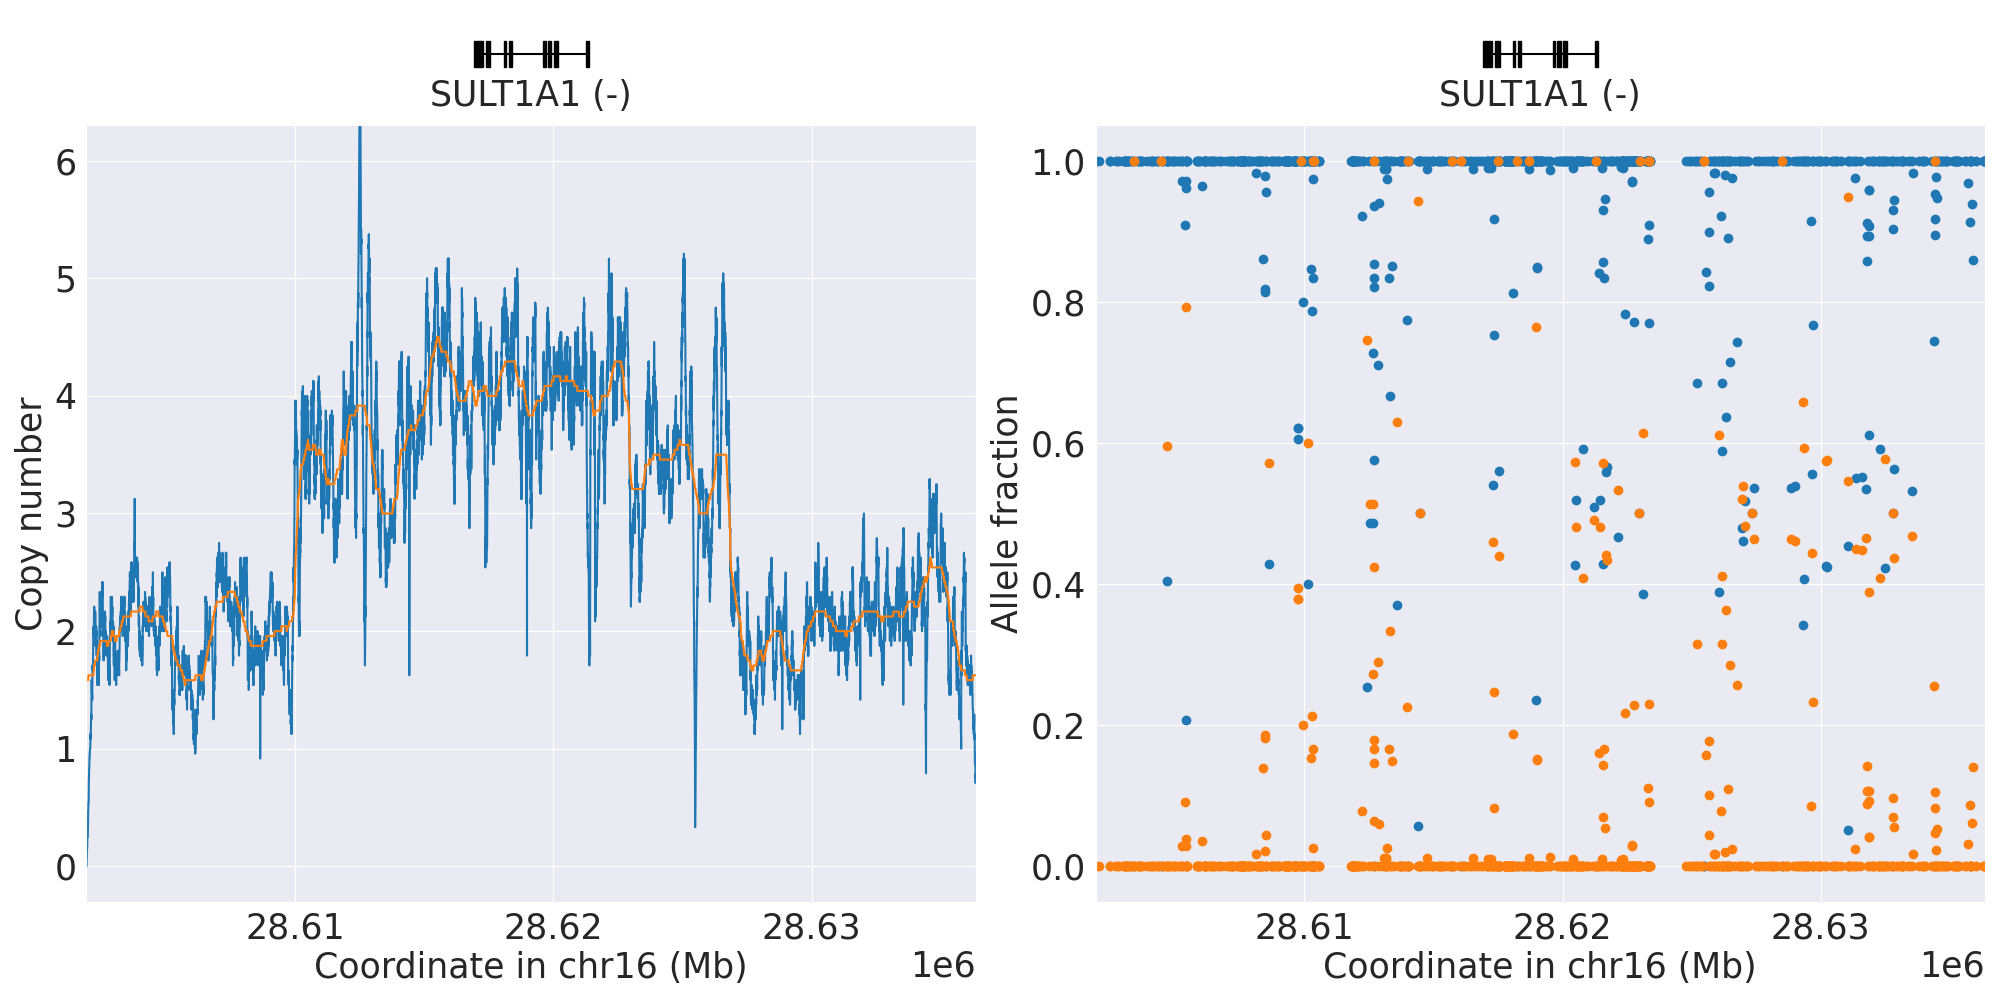 SULT1A1 (-)
Copy number
6
5
4
3
2
1
0
28.61
28.62
28.63
Coordinate in chr16 (Mb)
1e6
SULT1A1 (-)
Allele fraction
1.0
0.8
0.6
0.4
0.2
0.0
28.61
28.62
28.63
Coordinate in chr16 (Mb)
1e6